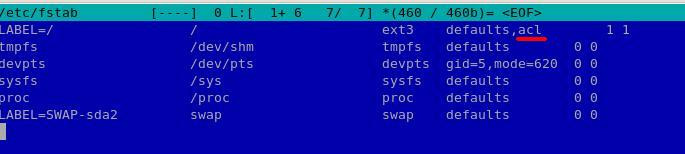 /etc/fstab [----] 0 L:[ 1+ 6 7/ 7] *(460 / 460b)= <EOF>
LABEL=/ / ext3 defaults,acl 1 1
tmpfs /dev/shm tmpfs defaults 0 0
devpts /dev/pts devpts gid=5,mode=620 0 0
sysfs /sys sysfs defaults 0 0
proc /proc proc defaults 0 0
LABEL=SWAP-sda2 swap swap defaults 0 0